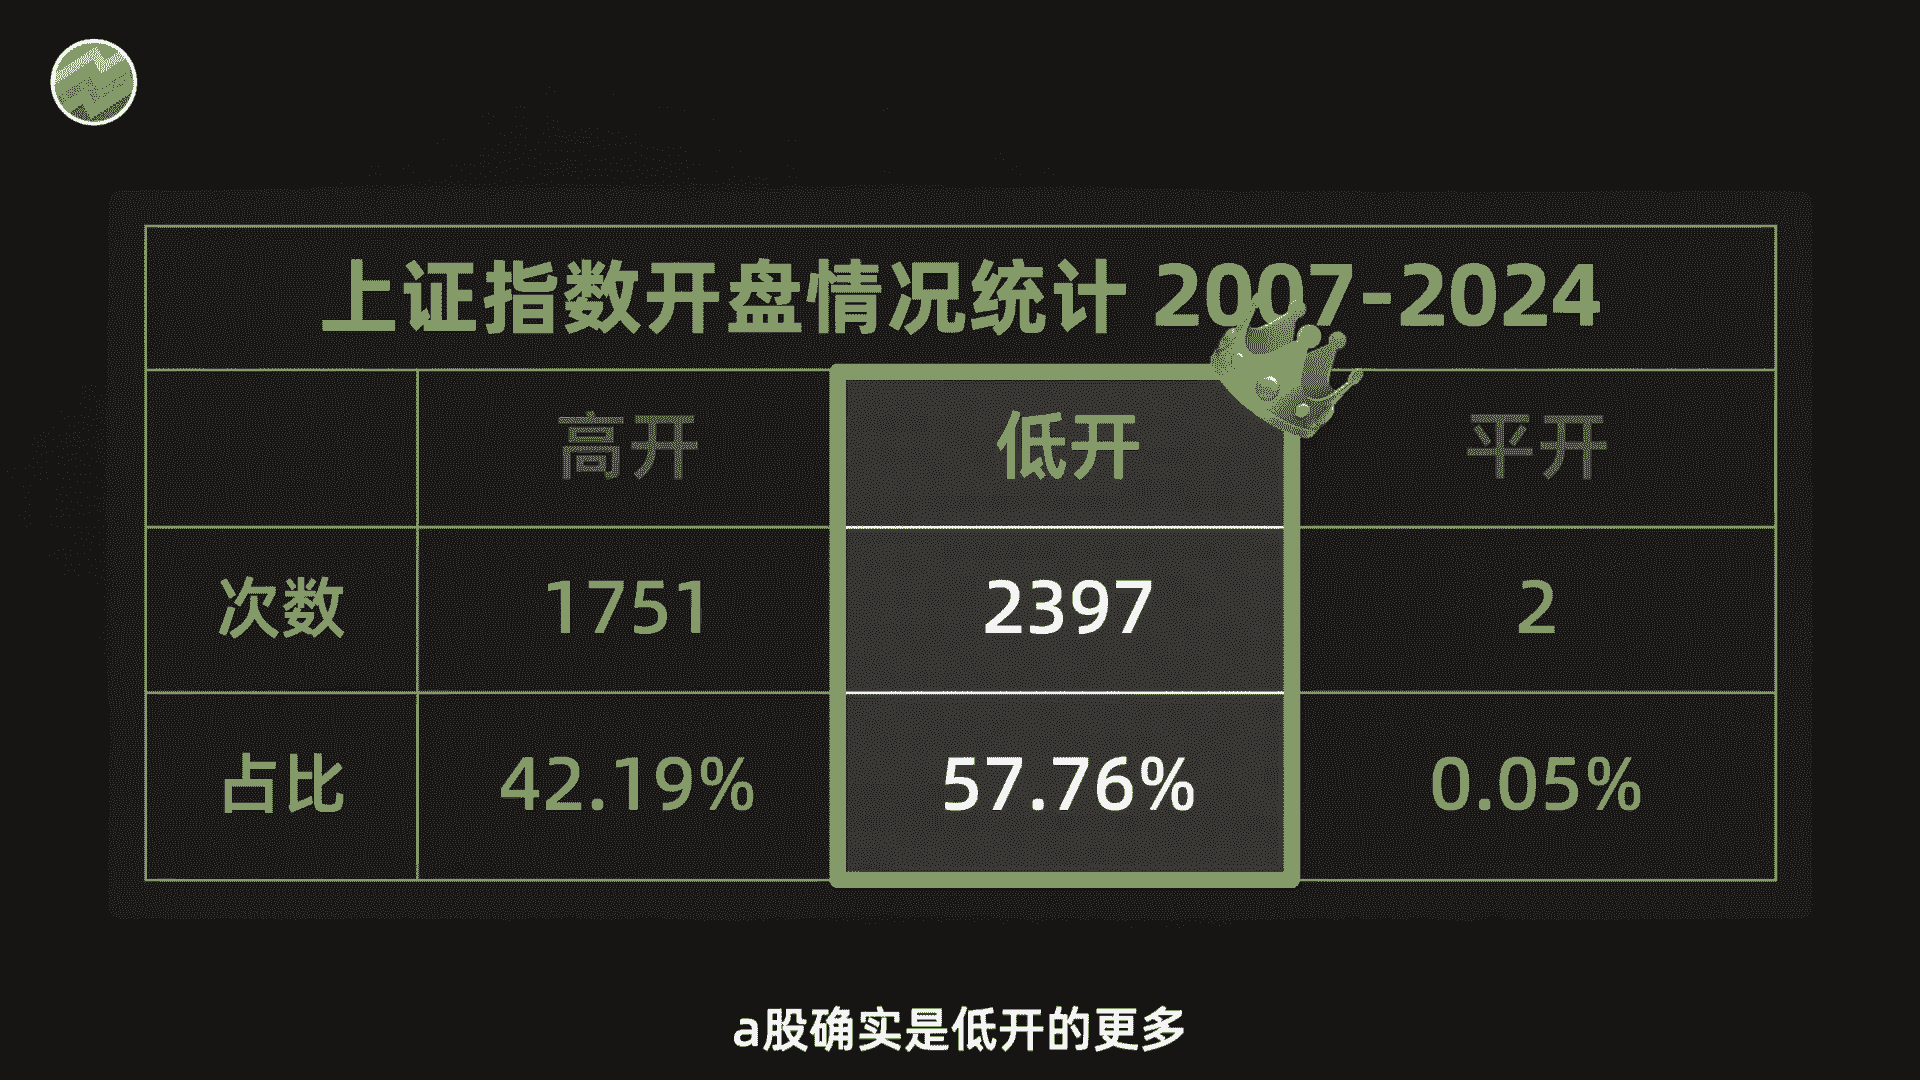 上证指数开盘情况统计 2007-2024
高开 低开 平开
次数 1751 2397 2
占比 42.19% 57.76% 0.05%
a股确实是低开的更多